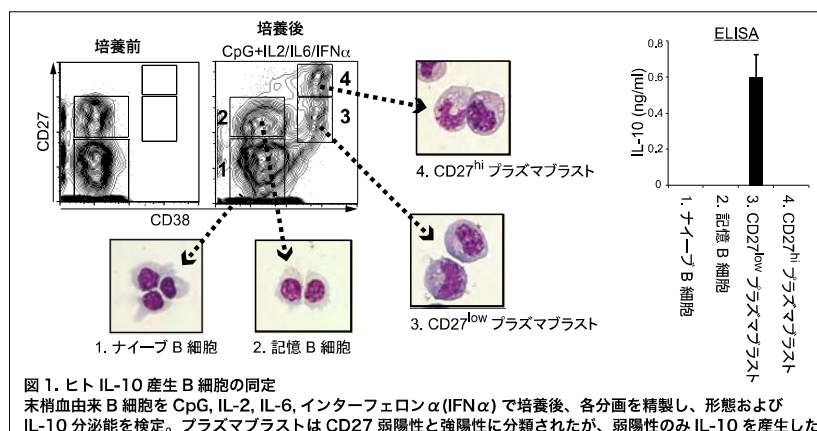 培養前
培養後
CpG+IL2/IL6/IFNα
CD27
CD38
1
2
3
4
4. CD27hi プラズマブラスト
3. CD27low プラズマブラスト
1. ナイーブ B 細胞
2. 記憶 B 細胞
ELISA
IL-10 (ng/ml)
0.8
0.6
0.4
0.2
0
1. ナイーブ B 細胞
2. 記憶 B 細胞
3. CD27low プラズマブラスト
4. CD27hi プラズマブラスト
図 1. ヒト IL-10 産生 B 細胞の同定
末梢血由来 B 細胞を CpG, IL-2, IL-6, インターフェロン α(IFNα) で培養後、各分画を精製し、形態および
IL-10 分泌能を検定。プラズマブラストは CD27 弱陽性と強陽性に分類されたが、弱陽性のみ IL-10 を産生した